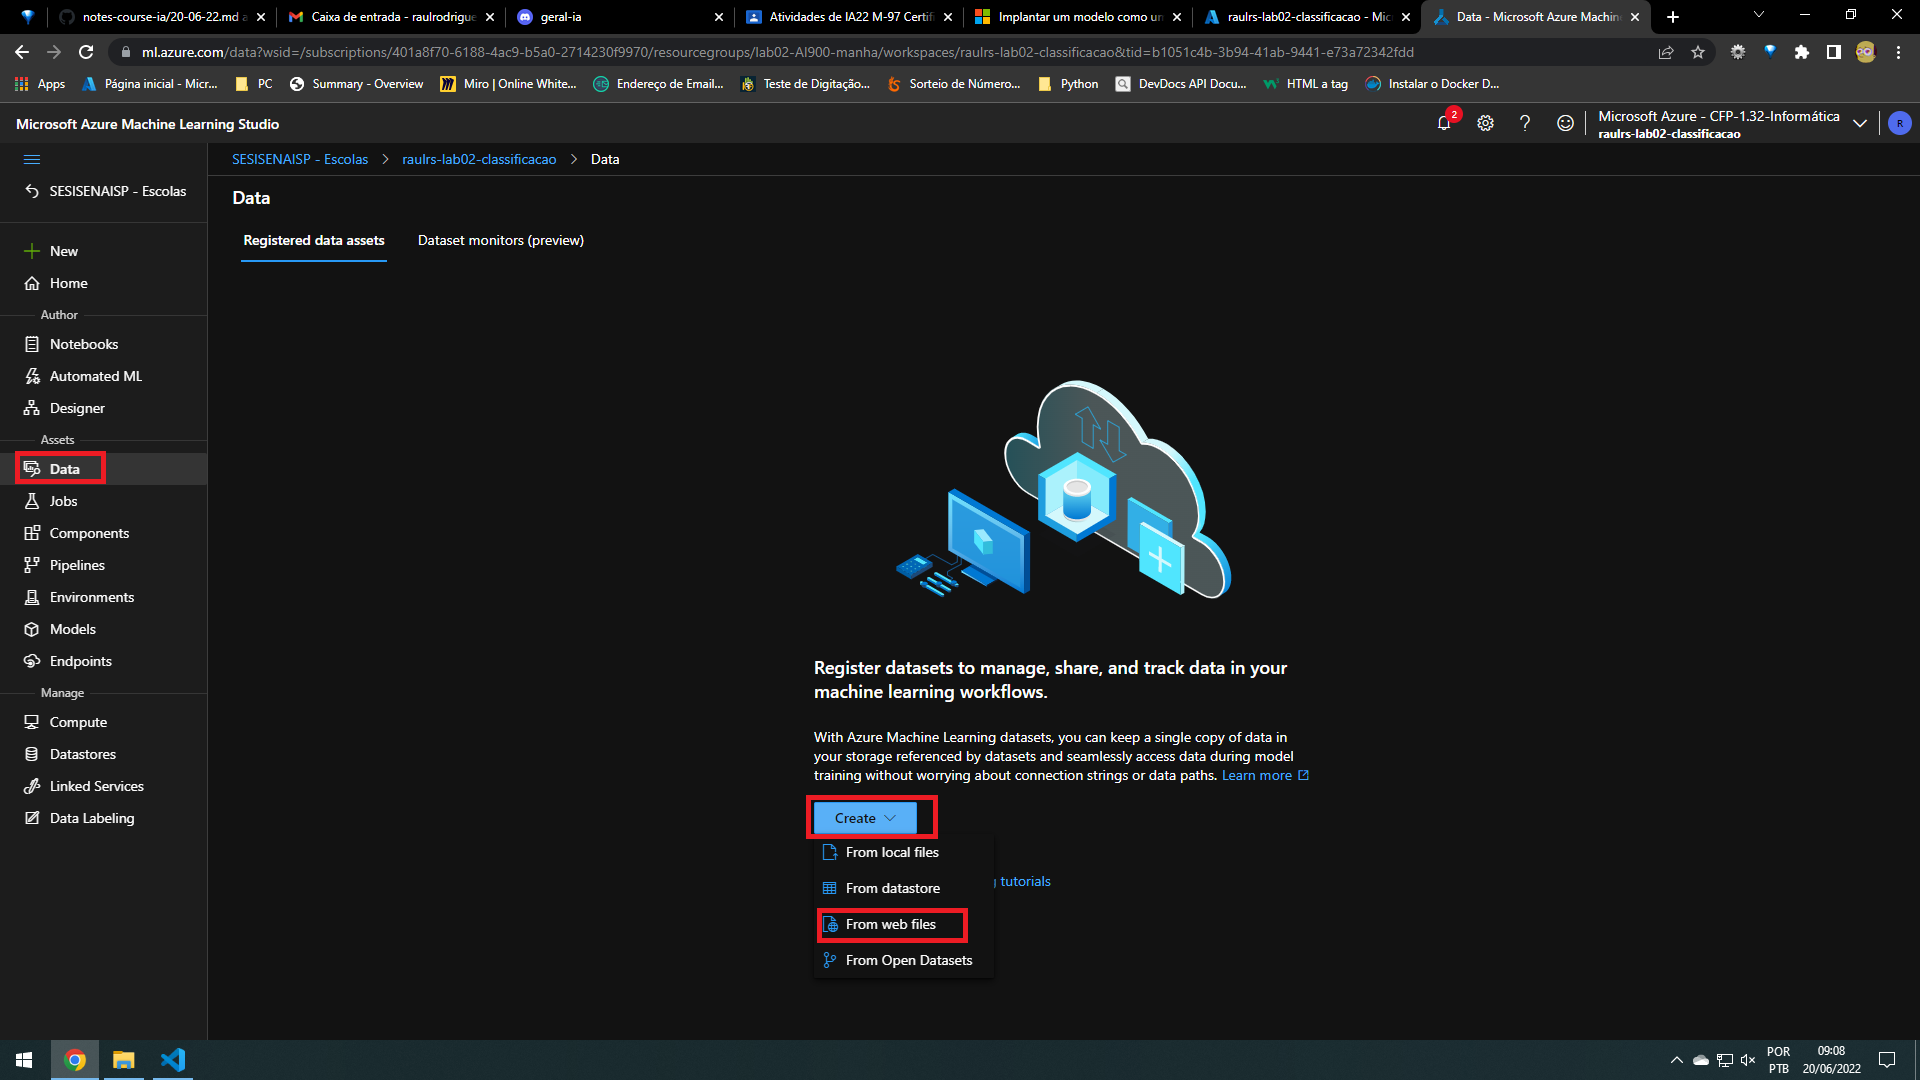 notes-course-ia/20-06-22.md a
Caixa de entrada - raulrodrigue
geral-ia
Atividades de IA22 M-97 Certifi
Implantar um modelo como un
raulrs-lab02-classificacao - Mic
Data - Microsoft Azure Machin
ml.azure.com/data?wsid=/subscriptions/401a8f70-6188-4ac9-b5a0-2714230f9970/resourcegroups/lab02-AI900-manha/workspaces/raulrs-lab02-classificacao&tid=b1051c4b-3b94-41ab-9441-e73a72342fdd
Apps
Página inicial - Micr...
PC
Summary - Overview
Miro | Online White...
Endereço de Email...
Teste de Digitação...
Sorteio de Número...
Python
DevDocs API Docu...
HTML a tag
Instalar o Docker D...
Microsoft Azure Machine Learning Studio
2
Microsoft Azure - CFP-1.32-Informática
raulrs-lab02-classificacao
R
SESISENAISP - Escolas
SESISENAISP - Escolas > raulrs-lab02-classificacao > Data
Data
Registered data assets
Dataset monitors (preview)
New
Home
Author
Notebooks
Automated ML
Designer
Assets
Data
Jobs
Components
Pipelines
Environments
Models
Endpoints
Manage
Compute
Datastores
Linked Services
Data Labeling
Register datasets to manage, share, and track data in your
machine learning workflows.
With Azure Machine Learning datasets, you can keep a single copy of data in
your storage referenced by datasets and seamlessly access data during model
training without worrying about connection strings or data paths. Learn more
Create
From local files
From datastore
tutorials
From web files
From Open Datasets
POR
PTB
09:08
20/06/2022